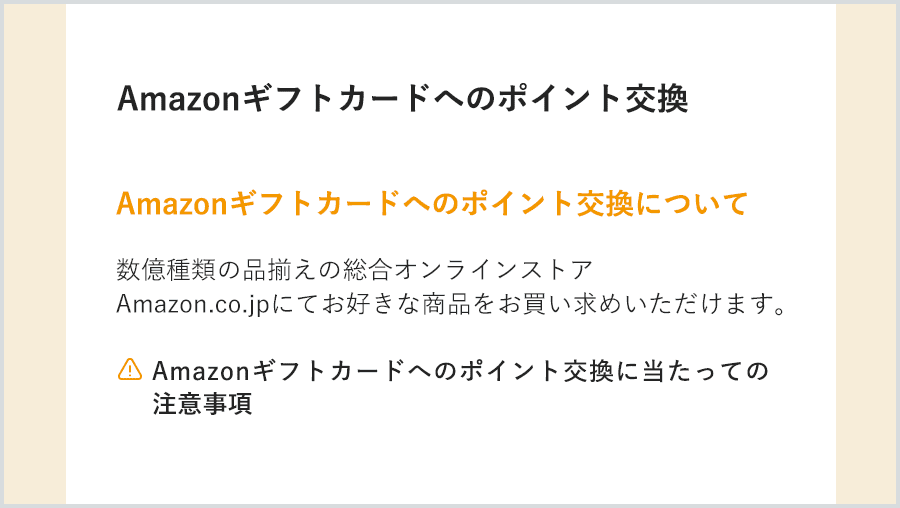 Amazonギフトカードへのポイント交換
Amazonギフトカードへのポイント交換について
数億種類の品揃えの総合オンラインストア
Amazon.co.jpにてお好きな商品をお買い求めいただけます。
Amazonギフトカードへのポイント交換に当たっての
注意事項